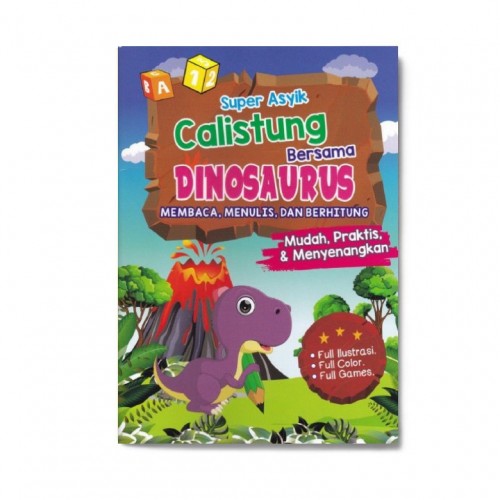 B A 1 2
Super Asyik
Calistung
Bersama
DINOSAURUS
MEMBACA, MENULIS, DAN BERHITUNG
Mudah, Praktis,
& Menyenangkan
• Full Ilustrasi.
• Full Color.
• Full Games.